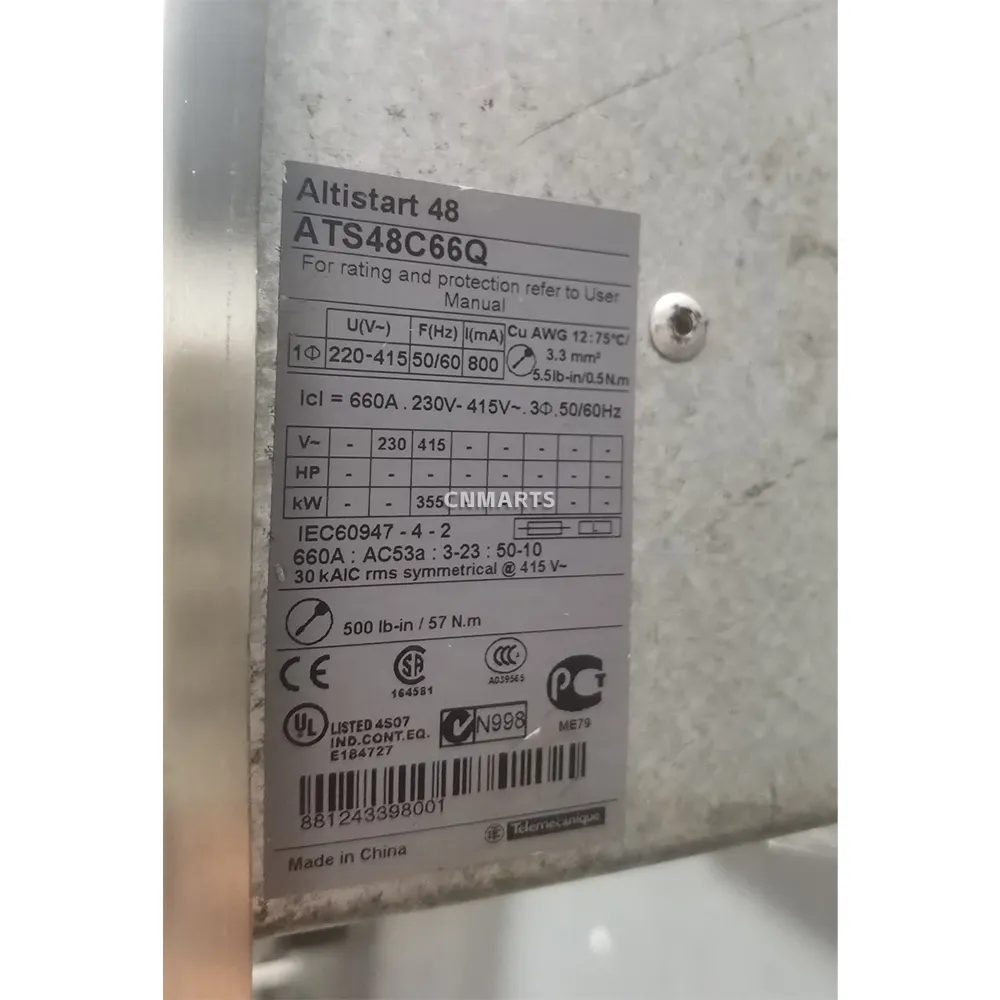 Altistart 48
ATS48C66Q
For rating and protection refer to User
Manual
U(V~) F(Hz) I(mA) Cu AWG 12:75°C/
1Φ 220-415 50/60 800 3.3 mm²
5.5lb-in/0.5N.m
Icl = 660A . 230V- 415V~. 3Φ. 50/60Hz
V~ - 230 415 - - - - -
HP - - - - - - - -
kW - - 355 - - - - -
CNMARTS
IEC60947 - 4 - 2
L
660A : AC53a : 3-23 : 50-10
30 kAIC rms symmetrical @ 415 V~
500 lb-in / 57 N.m
CE SA CCC PCT
164581 A039565
ME79
UL LISTED 4S07 N998
IND.CONT.EQ.
E184727
881243398001
Telemecanique
Made in China